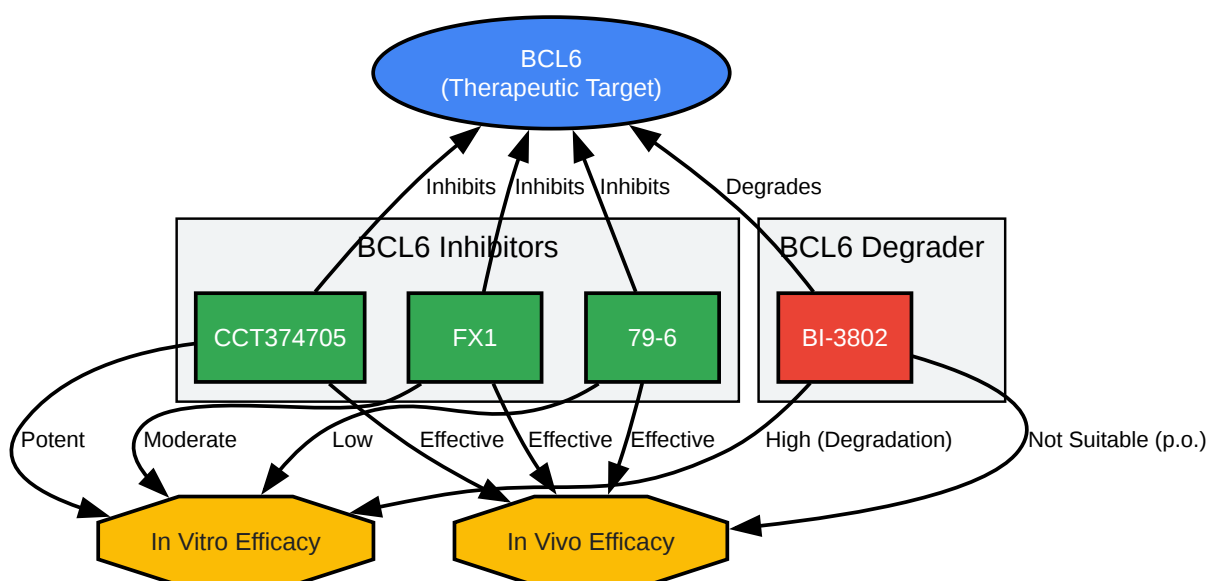 BCL6
(Therapeutic Target)
Inhibits
Inhibits
Inhibits
Degrades
BCL6 Inhibitors
BCL6 Degrader
CCT374705
FX1
79-6
BI-3802
Potent
Moderate
Low
Effective
Effective
Effective
High (Degradation)
Not Suitable (p.o.)
In Vitro Efficacy
In Vivo Efficacy